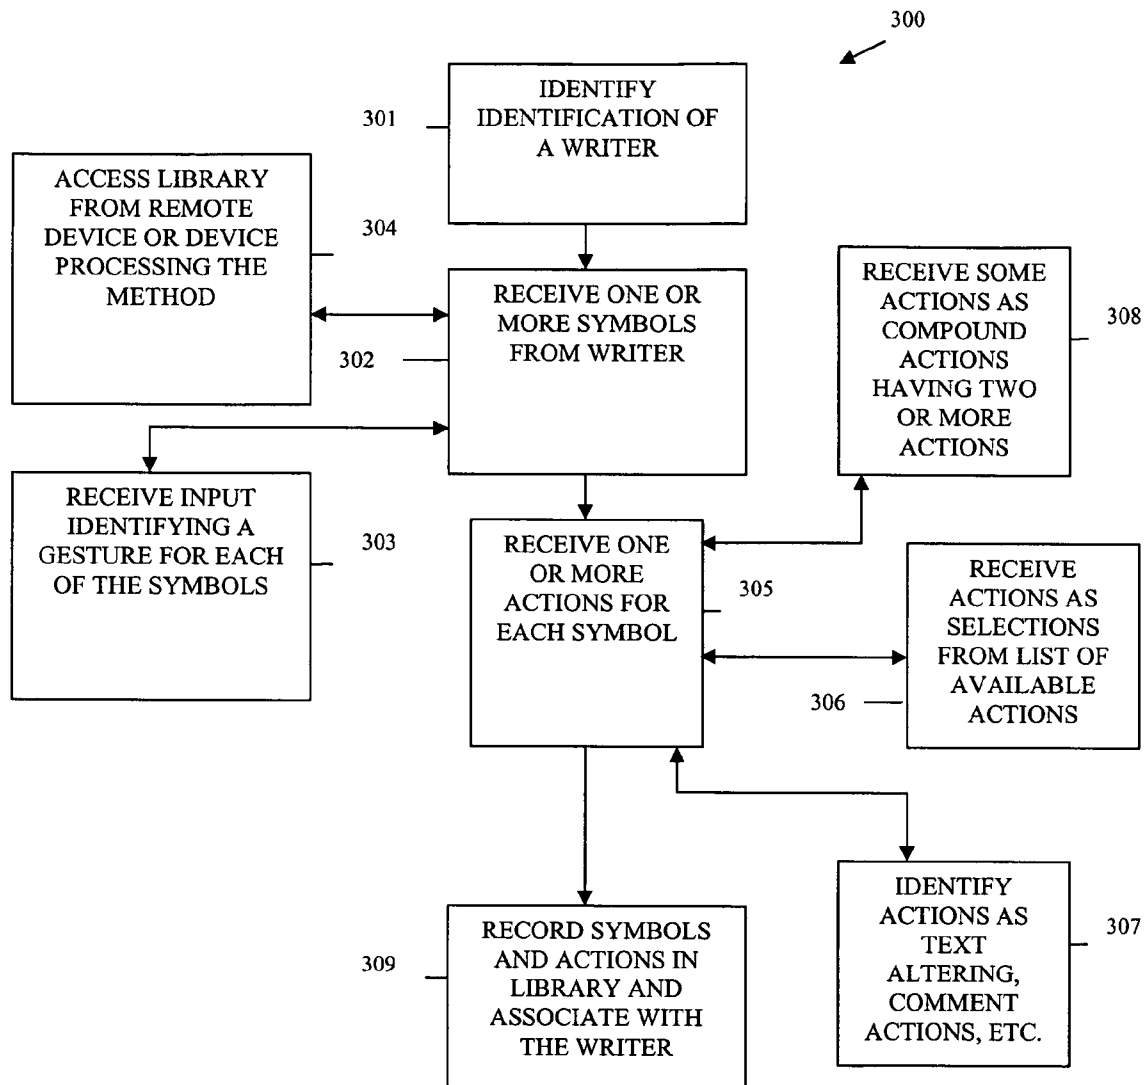 300
301
IDENTIFY
IDENTIFICATION OF
A WRITER
ACCESS LIBRARY
FROM REMOTE
DEVICE OR DEVICE
PROCESSING THE
METHOD
304
RECEIVE ONE OR
MORE SYMBOLS
FROM WRITER
302
RECEIVE SOME
ACTIONS AS
COMPOUND
ACTIONS
HAVING TWO
OR MORE
ACTIONS
308
RECEIVE INPUT
IDENTIFYING A
GESTURE FOR EACH
OF THE SYMBOLS
303
RECEIVE ONE
OR MORE
ACTIONS FOR
EACH SYMBOL
305
RECEIVE
ACTIONS AS
SELECTIONS
FROM LIST OF
AVAILABLE
ACTIONS
306
IDENTIFY
ACTIONS AS
TEXT
ALTERING,
COMMENT
ACTIONS, ETC.
307
309
RECORD SYMBOLS
AND ACTIONS IN
LIBRARY AND
ASSOCIATE WITH
THE WRITER